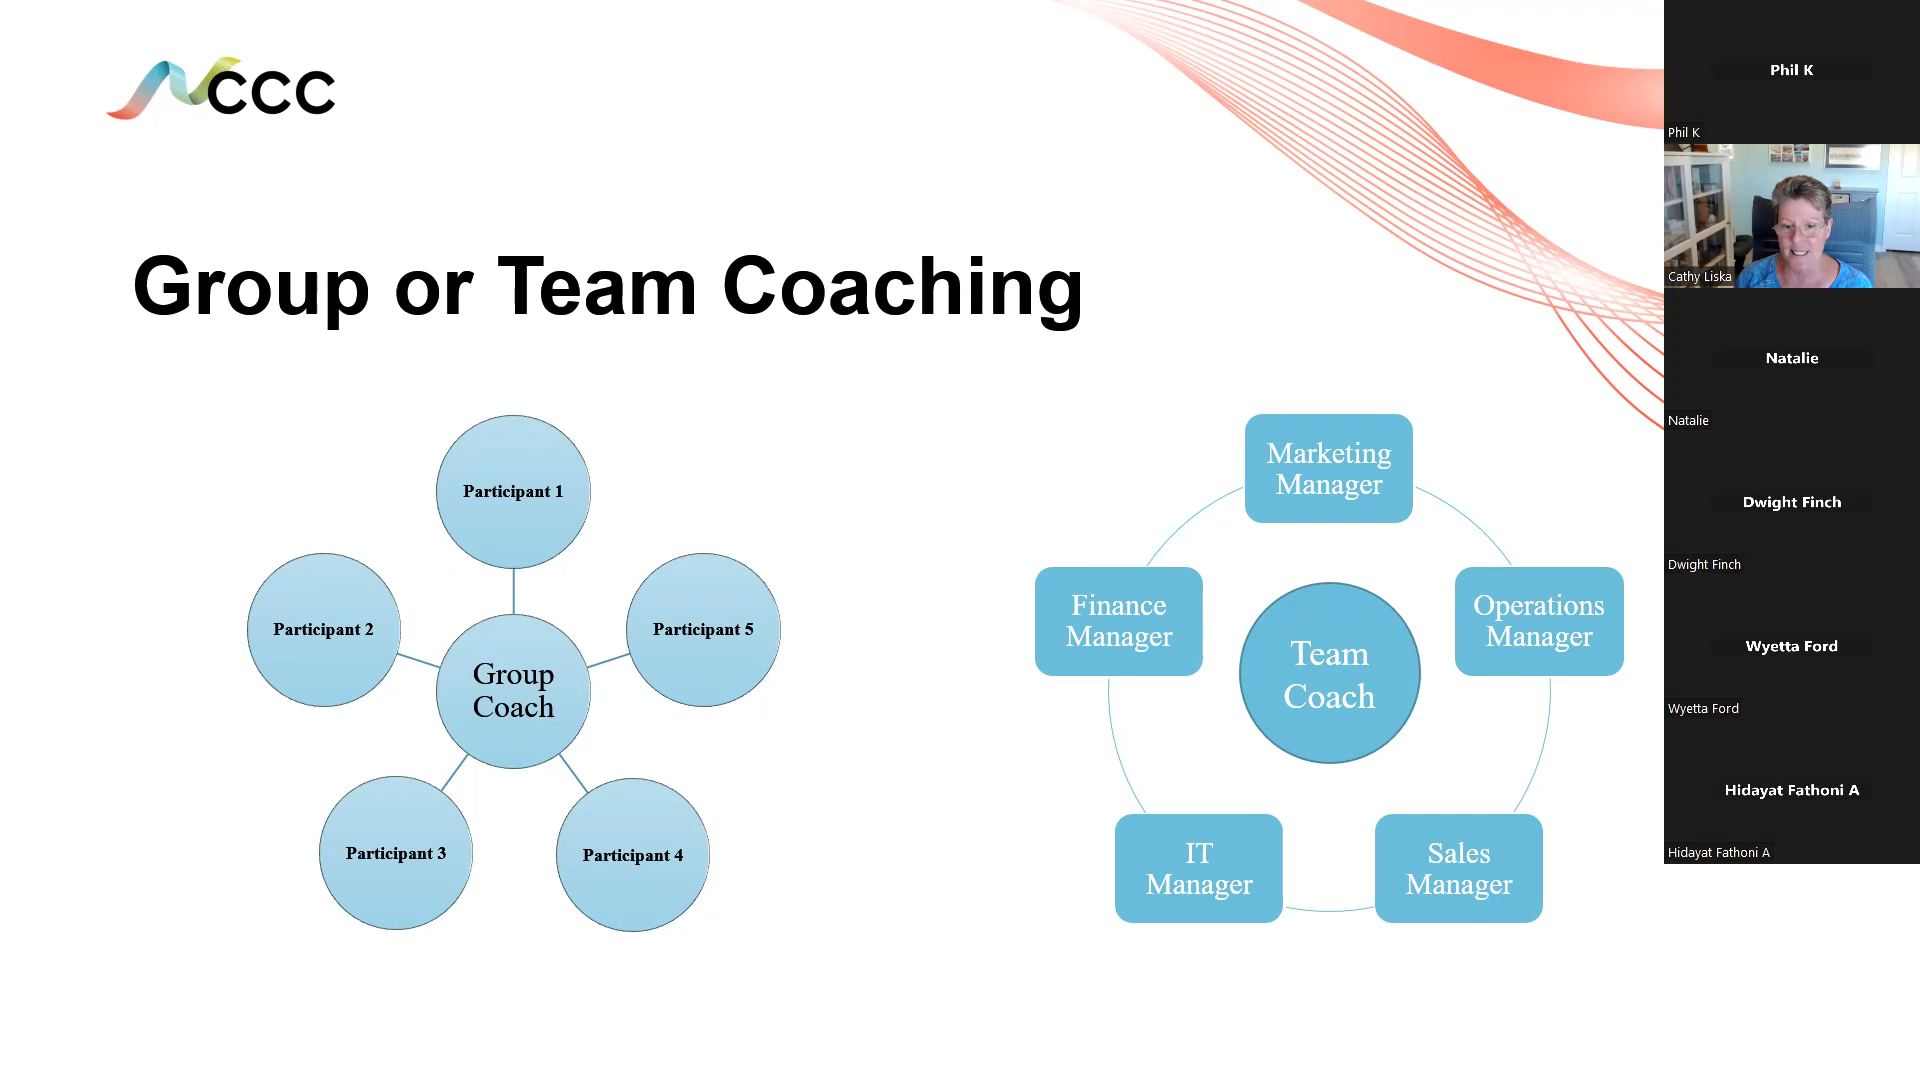 CCC
Group or Team Coaching
Participant 1
Participant 2
Participant 5
Group
Coach
Participant 3
Participant 4
Marketing
Manager
Finance
Manager
Operations
Manager
Team
Coach
IT
Manager
Sales
Manager
Phil K
Phil K
Cathy Liska
Natalie
Natalie
Dwight Finch
Dwight Finch
Wyetta Ford
Wyetta Ford
Hidayat Fathoni A
Hidayat Fathoni A